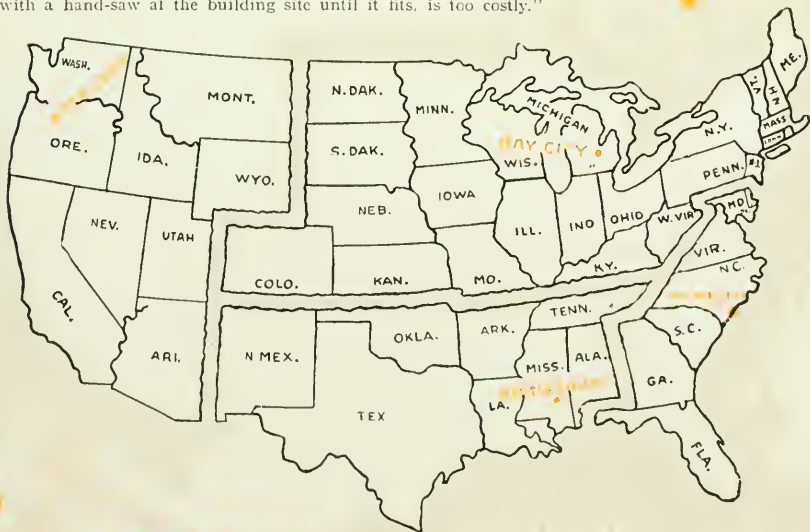 with a hand-saw at the building site until it fits, is too costly."
WASH.
MONT.
N.DAK.
MINN.
MICHIGAN
ME.
VT.
N H
MASS
CONN
N.Y.
ORE.
IDA.
WYO.
S.DAK.
WIS.
BAY CITY
PENN.
N J
NEV.
UTAH
NEB.
IOWA
ILL.
IND
OHIO
W.VIR
MD
VIR.
CAL.
COLO.
KAN.
MO.
KY.
N.C.
TENN.
ARI.
N MEX.
OKLA.
ARK.
S.C.
MISS.
ALA.
GA.
TEX
LA.
FLA.